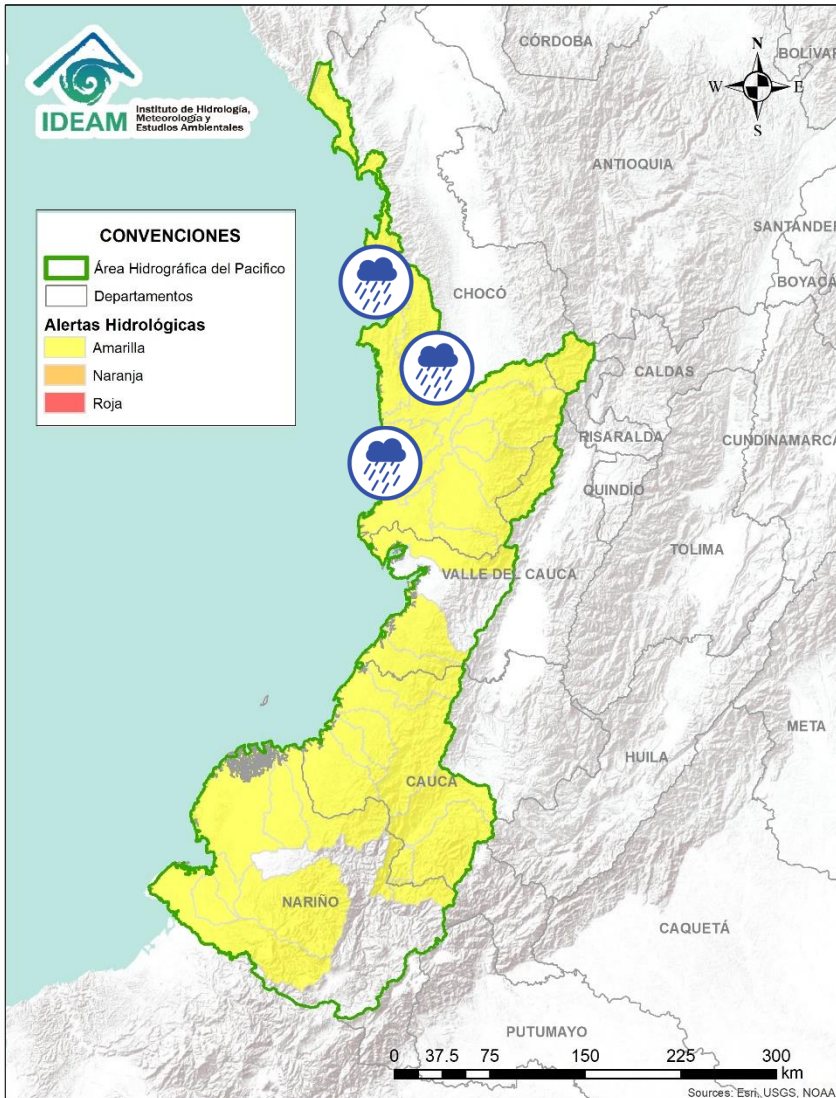 IDEAM
Instituto de Hidrología,
Meteorología y
Estudios Ambientales
CÓRDOBA
BOLÍVAR
N
W
E
S
ANTIOQUIA
SANTANDER
BOYACÁ
CONVENCIONES
Área Hidrográfica del Pacifico
Departamentos
Alertas Hidrológicas
Amarilla
Naranja
Roja
CHOCÓ
CALDAS
RISARALDA
CUNDINAMARCA
QUINDÍO
TOLIMA
VALLE DEL CAUCA
META
HUILA
CAUCA
NARIÑO
CAQUETÁ
PUTUMAYO
0 37.5 75 150 225 300
km
Sources: Esri, USGS, NOAA